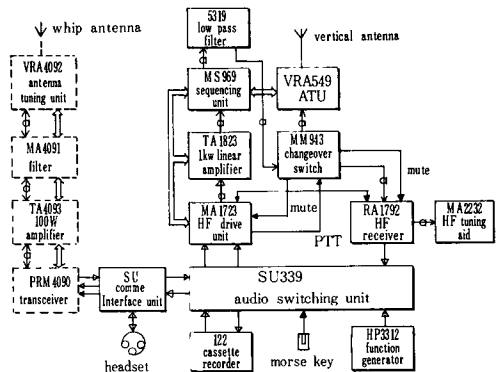 whip antenna
VRA4092
antenna
tuning unit
MA4091
filter
TA4093
100W
amplifier
PRM4090
transceiver
SU
comme
Interface unit
headset
5319
low pass
filter
MS969
sequencing
unit
TA1823
1kw linear
amplifier
MA1723
HF drive
unit
vertical antenna
VRA549
ATU
MM943
changeover
switch
mute
mute
PTT
RA1792
HF
receiver
MA2232
HF tuning
aid
SU339
audio switching unit
122
cassette
recorder
morse key
HP3312
function
generator